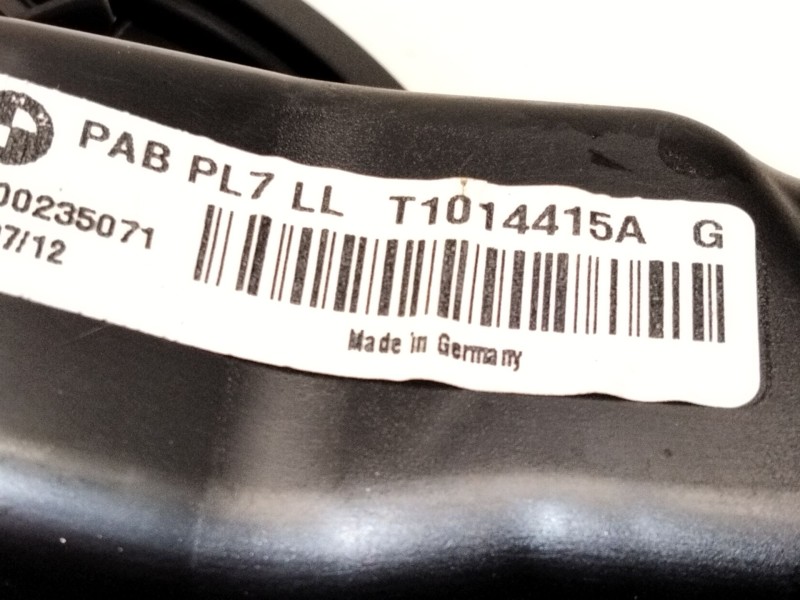 PAB PL7 LL T1014415A G
00235071
7/12
Made in Germany